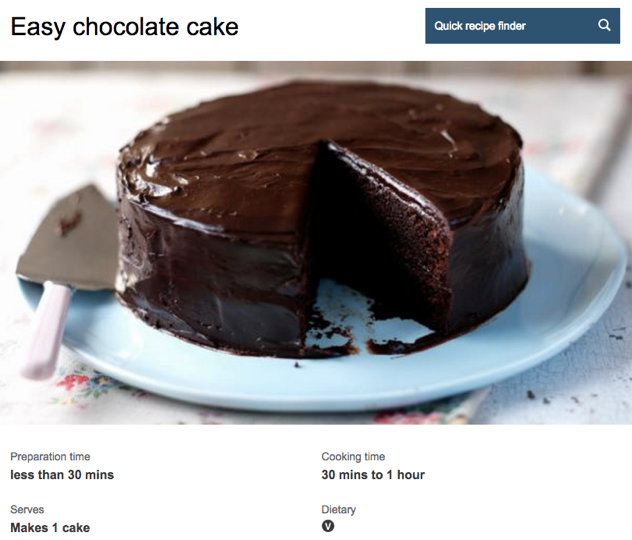 Easy chocolate cake
Quick recipe finder
Preparation time
less than 30 mins
Cooking time
30 mins to 1 hour
Serves
Makes 1 cake
Dietary
V